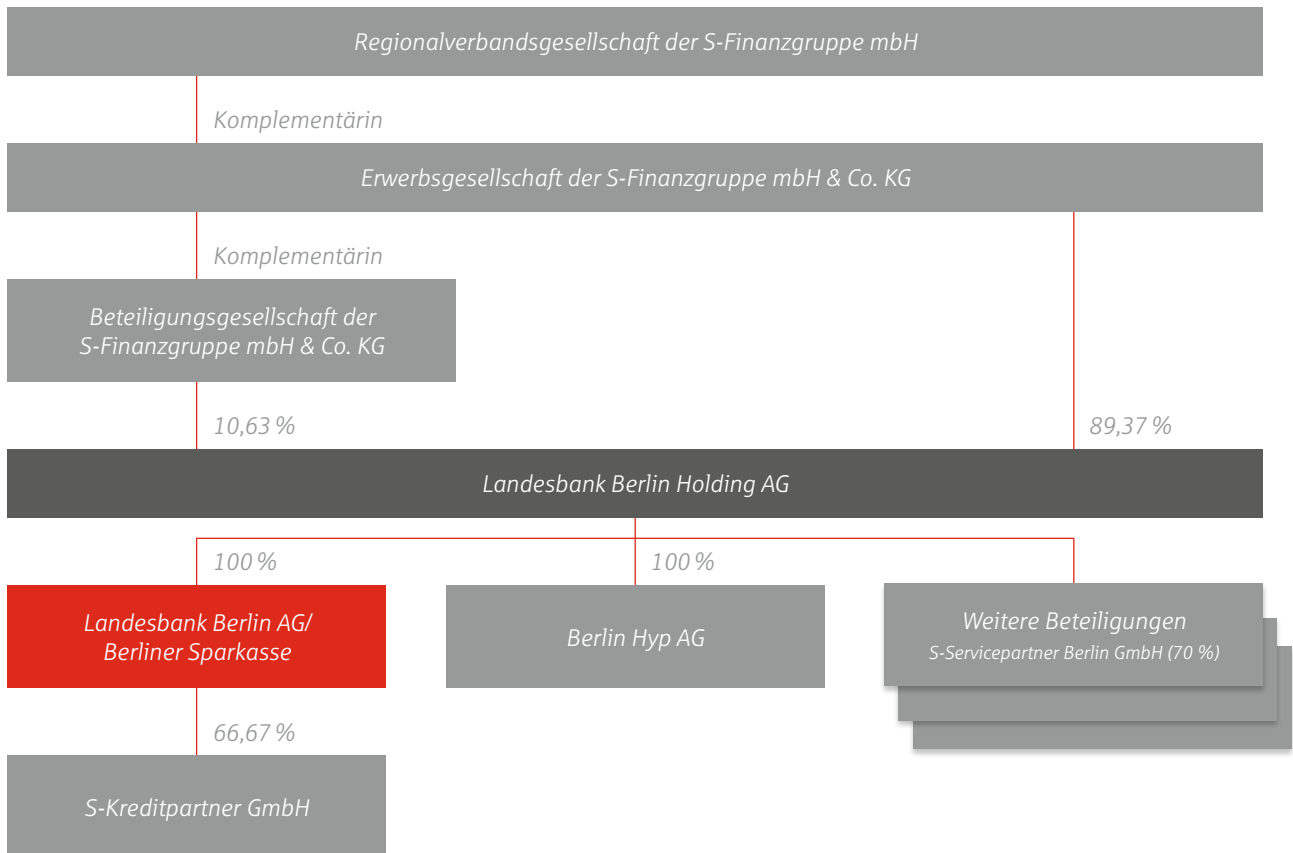 Regionalverbandsgesellschaft der S-Finanzgruppe mbH
Komplementärin
Erwerbsgesellschaft der S-Finanzgruppe mbH & Co. KG
Komplementärin
Beteiligungsgesellschaft der
S-Finanzgruppe mbH & Co. KG
10,63 %
89,37 %
Landesbank Berlin Holding AG
100 %
100 %
Landesbank Berlin AG/
Berliner Sparkasse
Berlin Hyp AG
Weitere Beteiligungen
S-Servicepartner Berlin GmbH (70 %)
66,67 %
S-Kreditpartner GmbH